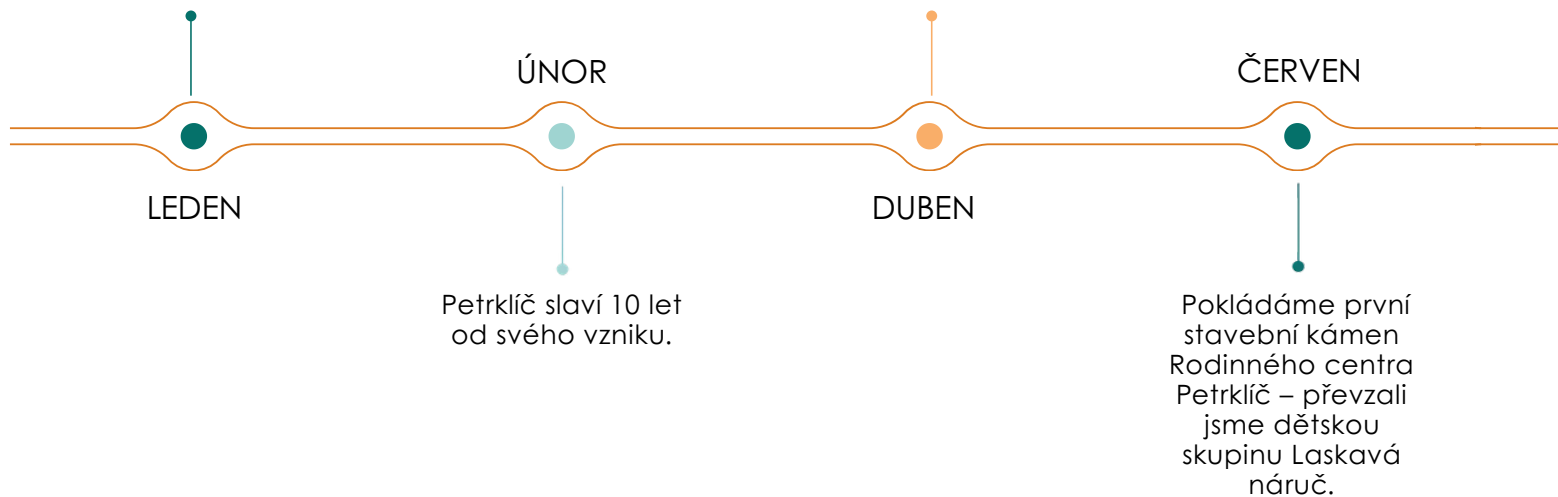 ÚNOR
ČERVEN
LEDEN
DUBEN
Petrklíč slaví 10 let
od svého vzniku.
Pokládáme první
stavební kámen
Rodinného centra
Petrklíč – převzali
jsme dětskou
skupinu Laskavá
náruč.